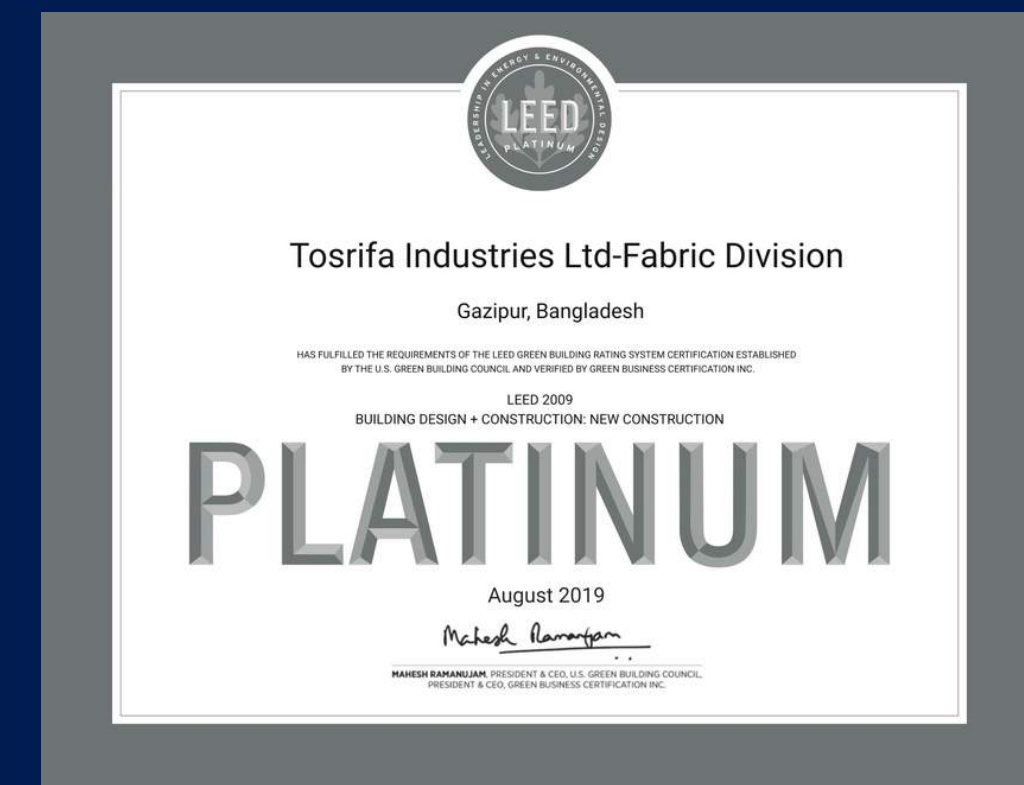 LEADERSHIP IN ENERGY & ENVIRONMENTAL DESIGN
LEED
PLATINUM
Tosrifa Industries Ltd-Fabric Division
Gazipur, Bangladesh
HAS FULFILLED THE REQUIREMENTS OF THE LEED GREEN BUILDING RATING SYSTEM CERTIFICATION ESTABLISHED
BY THE U.S. GREEN BUILDING COUNCIL AND VERIFIED BY GREEN BUSINESS CERTIFICATION INC.
LEED 2009
BUILDING DESIGN + CONSTRUCTION: NEW CONSTRUCTION
PLATINUM
August 2019
Mahesh Ramanujam
MAHESH RAMANUJAM, PRESIDENT & CEO, U.S. GREEN BUILDING COUNCIL,
PRESIDENT & CEO, GREEN BUSINESS CERTIFICATION INC.